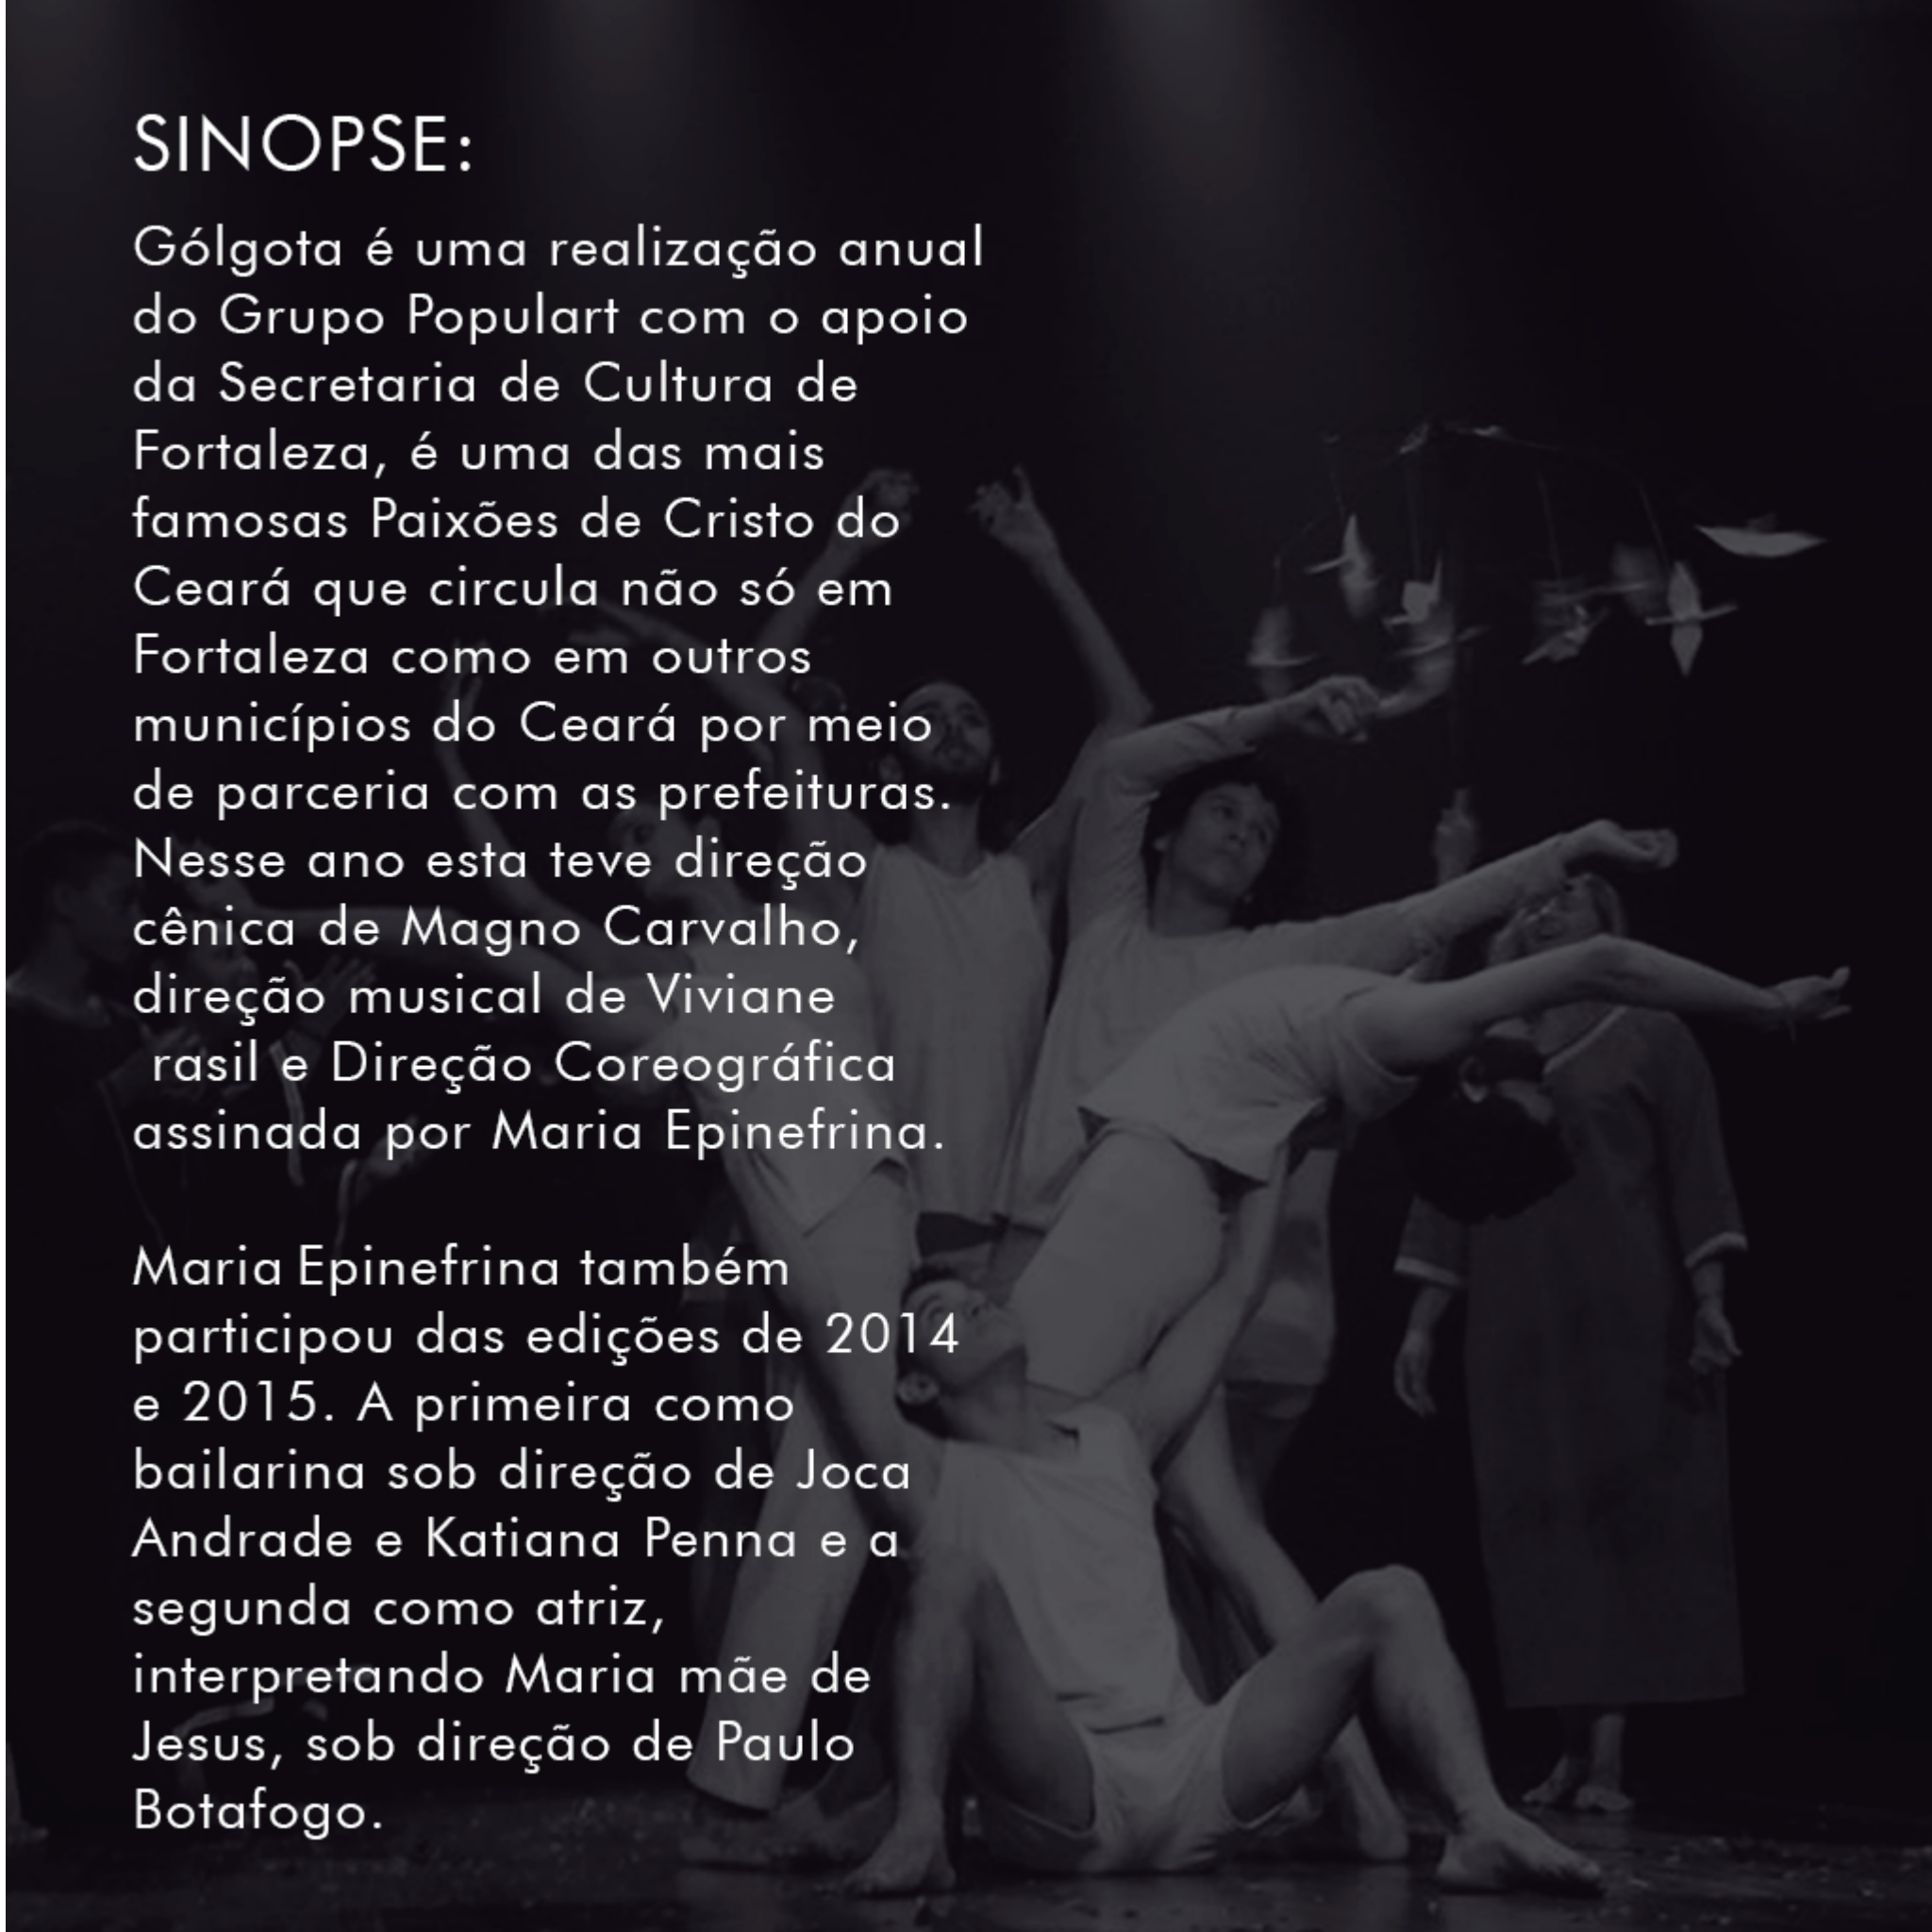 SINOPSE:
Gólgota é uma realização anual
do Grupo Populart com o apoio
da Secretaria de Cultura de
Fortaleza, é uma das mais
famosas Paixões de Cristo do
Ceará que circula não só em
Fortaleza como em outros
municípios do Ceará por meio
de parceria com as prefeituras.
Nesse ano esta teve direção
cênica de Magno Carvalho,
direção musical de Viviane
rasil e Direção Coreográfica
assinada por Maria Epinefrina.
Maria Epinefrina também
participou das edições de 2014
e 2015. A primeira como
bailarina sob direção de Joca
Andrade e Katiana Penna e a
segunda como atriz,
interpretando Maria mãe de
Jesus, sob direção de Paulo
Botafogo.